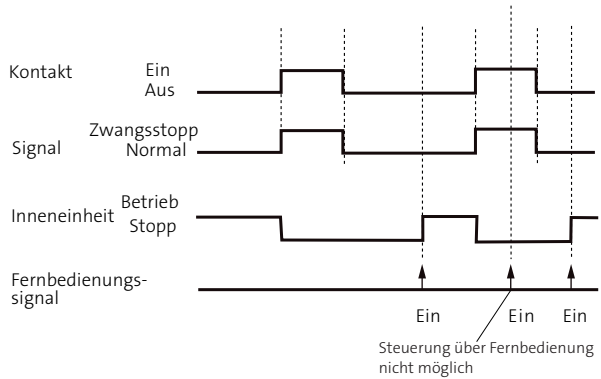 Kontakt
Ein
Aus
Signal
Zwangsstopp
Normal
Inneneinheit
Betrieb
Stopp
Fernbedienungs-
signal
Ein
Ein
Ein
Steuerung über Fernbedienung
nicht möglich